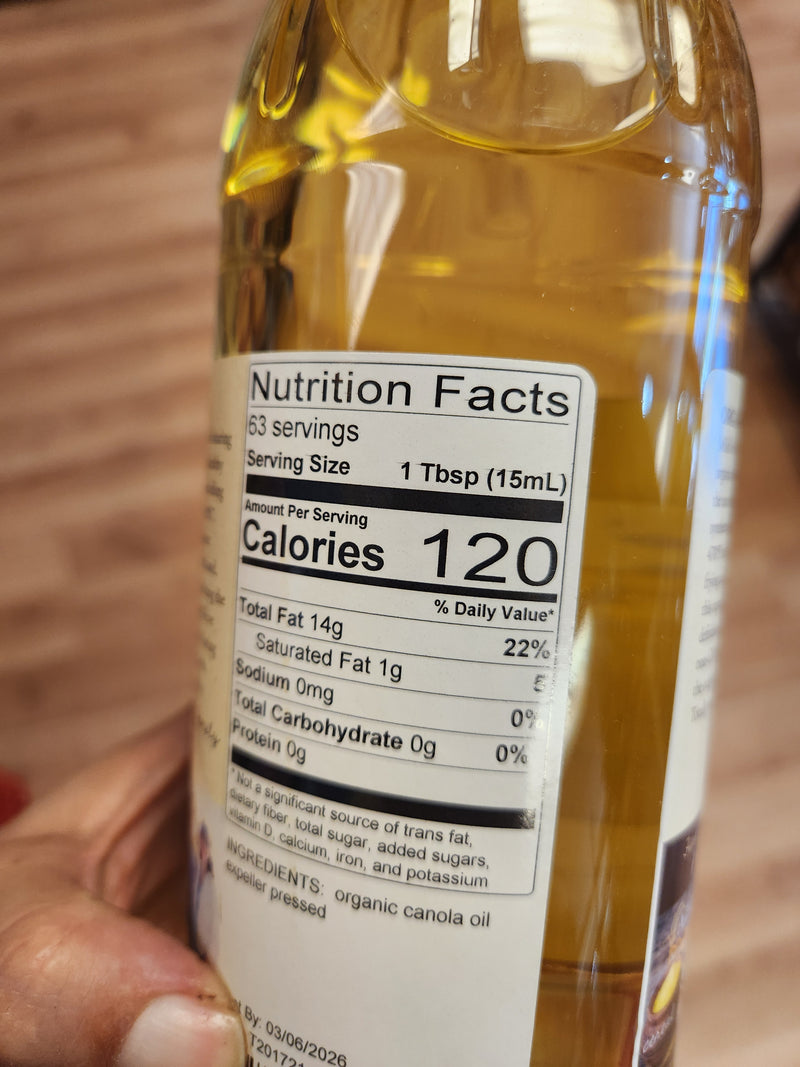 Nutrition Facts
63 servings
Serving Size 1 Tbsp (15mL)
Amount Per Serving
Calories 120
% Daily Value*
Total Fat 14g 22%
Saturated Fat 1g 5
Sodium 0mg 0%
Total Carbohydrate 0g 0%
Protein 0g
* Not a significant source of trans fat,
dietary fiber, total sugar, added sugars,
vitamin D, calcium, iron, and potassium
INGREDIENTS: organic canola oil
expeller pressed
By: 03/06/2026